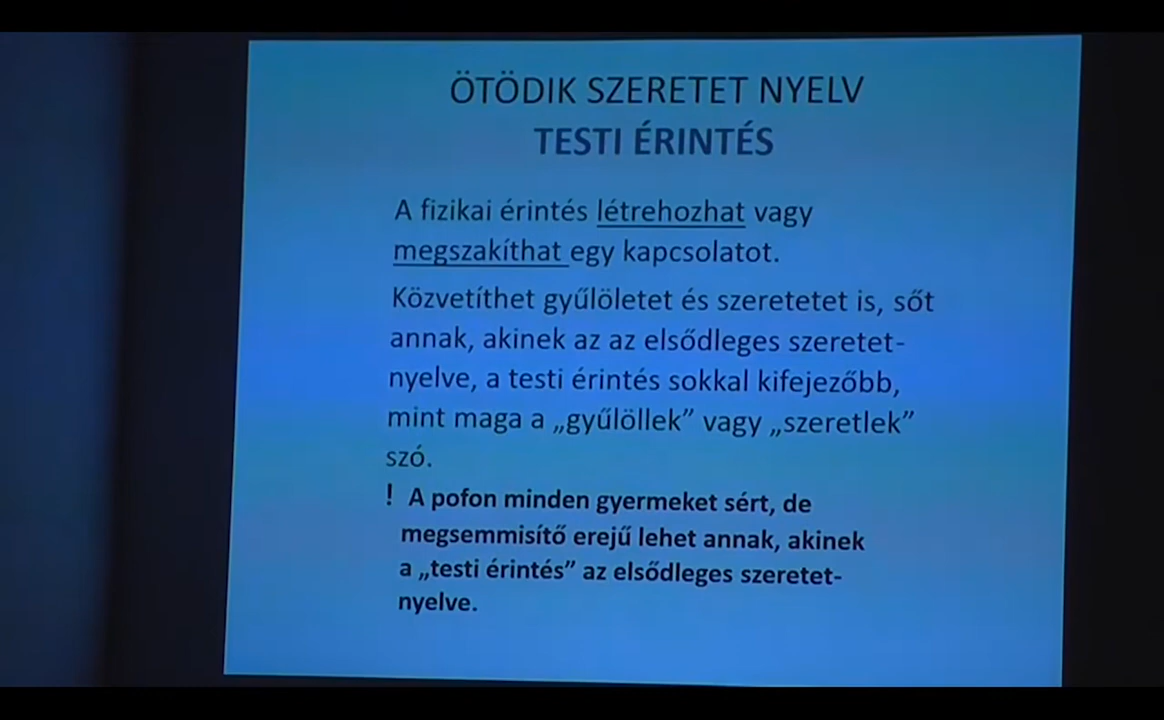 ÖTÖDIK SZERETET NYELV
TESTI ÉRINTÉS
A fizikai érintés létrehozhat vagy
megszakíthat egy kapcsolatot.
Közvetíthet gyűlöletet és szeretetet is, sőt
annak, akinek az az elsődleges szeretet-
nyelve, a testi érintés sokkal kifejezőbb,
mint maga a „gyűlöllek” vagy „szeretlek”
szó.
! A pofon minden gyermeket sért, de
megsemmisítő erejű lehet annak, akinek
a „testi érintés” az elsődleges szeretet-
nyelve.